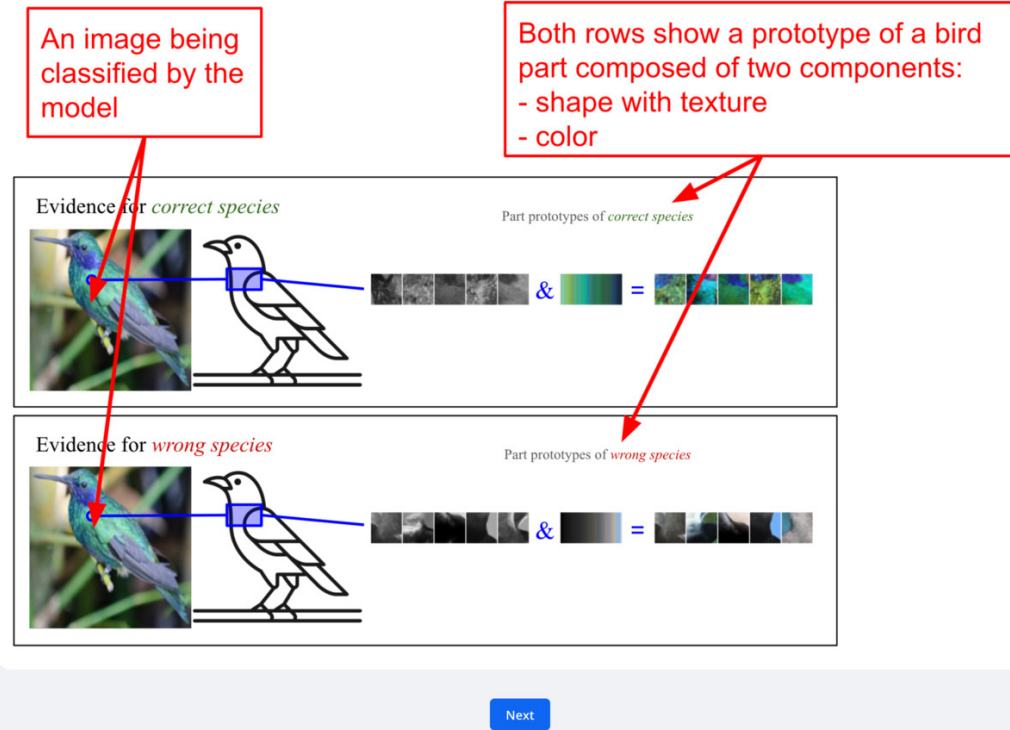 An image being
classified by the
model
Both rows show a prototype of a bird
part composed of two components:
- shape with texture
- color
Evidence for correct species
Part prototypes of correct species
& =
Evidence for wrong species
Part prototypes of wrong species
& =
Next